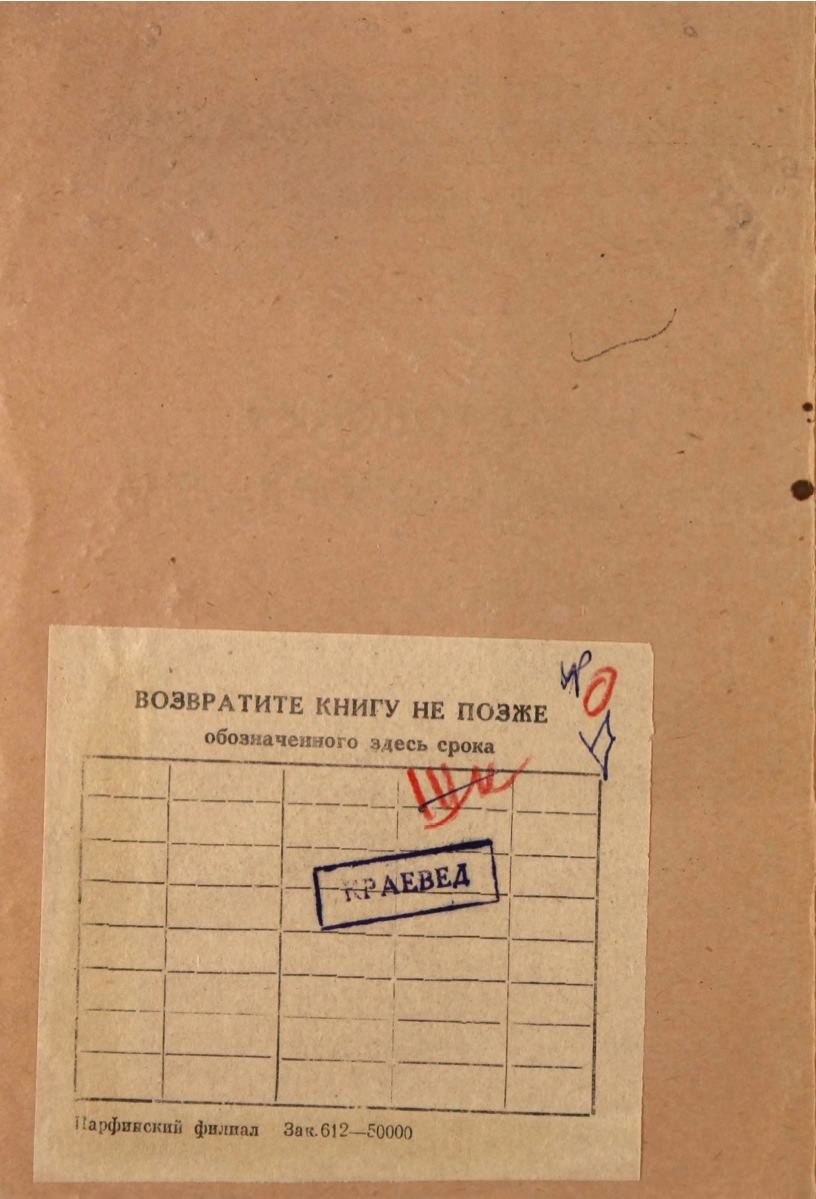 ВОЗВРАТИТЕ КНИГУ НЕ ПОЗЖЕ
обозначенного здесь срока
КРАЕВЕД
Парфинский филиал Зак.612—50000